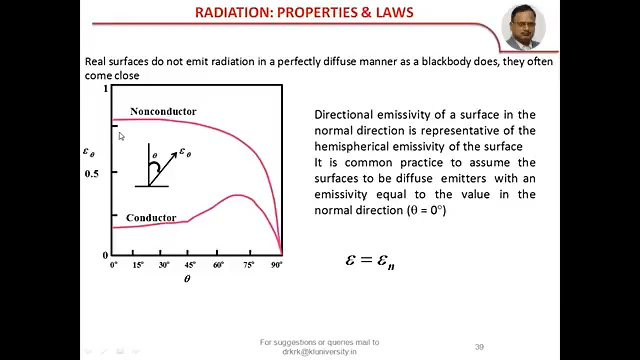 RADIATION: PROPERTIES & LAWS
Real surfaces do not emit radiation in a perfectly diffuse manner as a blackbody does, they often
come close
1
Nonconductor
εθ
θ
εθ
0.5
Conductor
0
0° 15° 30° 45° 60° 75° 90°
θ
Directional emissivity of a surface in the
normal direction is representative of the
hemispherical emissivity of the surface
It is common practice to assume the
surfaces to be diffuse emitters with an
emissivity equal to the value in the
normal direction (θ = 0°)
ε = εn
For suggestions or queries mail to
drkrk@kluniversity.in
39